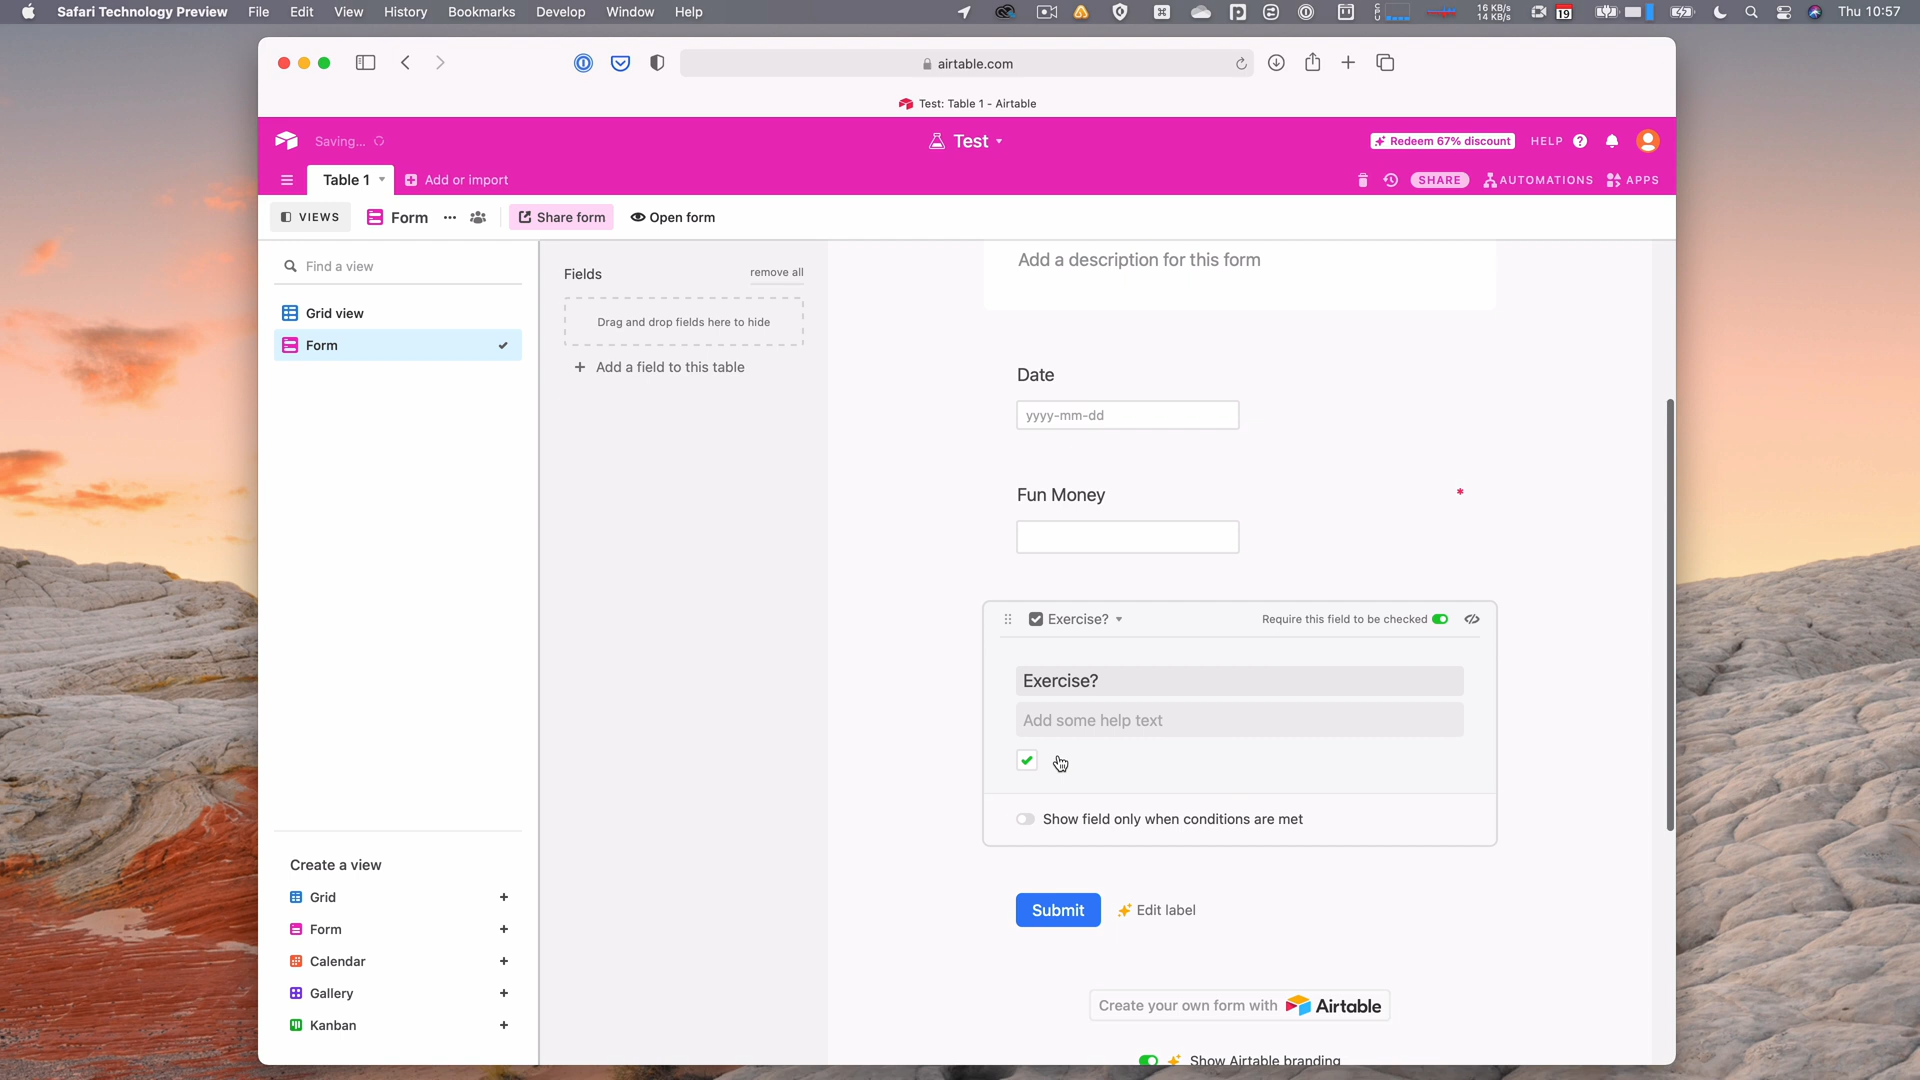 Safari Technology Preview File Edit View History Bookmarks Develop Window Help
16 KB/s
14 KB/s
19
Thu 10:57
airtable.com
Test: Table 1 - Airtable
Saving...
Test
Redeem 67% discount
HELP
Table 1
Add or import
SHARE
AUTOMATIONS
APPS
VIEWS
Form
Share form
Open form
Find a view
Grid view
Form
Create a view
Grid
Form
Calendar
Gallery
Kanban
Fields
remove all
Drag and drop fields here to hide
Add a field to this table
Add a description for this form
Date
yyyy-mm-dd
Fun Money *
Exercise?
Require this field to be checked
Exercise?
Add some help text
Show field only when conditions are met
Submit
Edit label
Create your own form with Airtable
Show Airtable branding